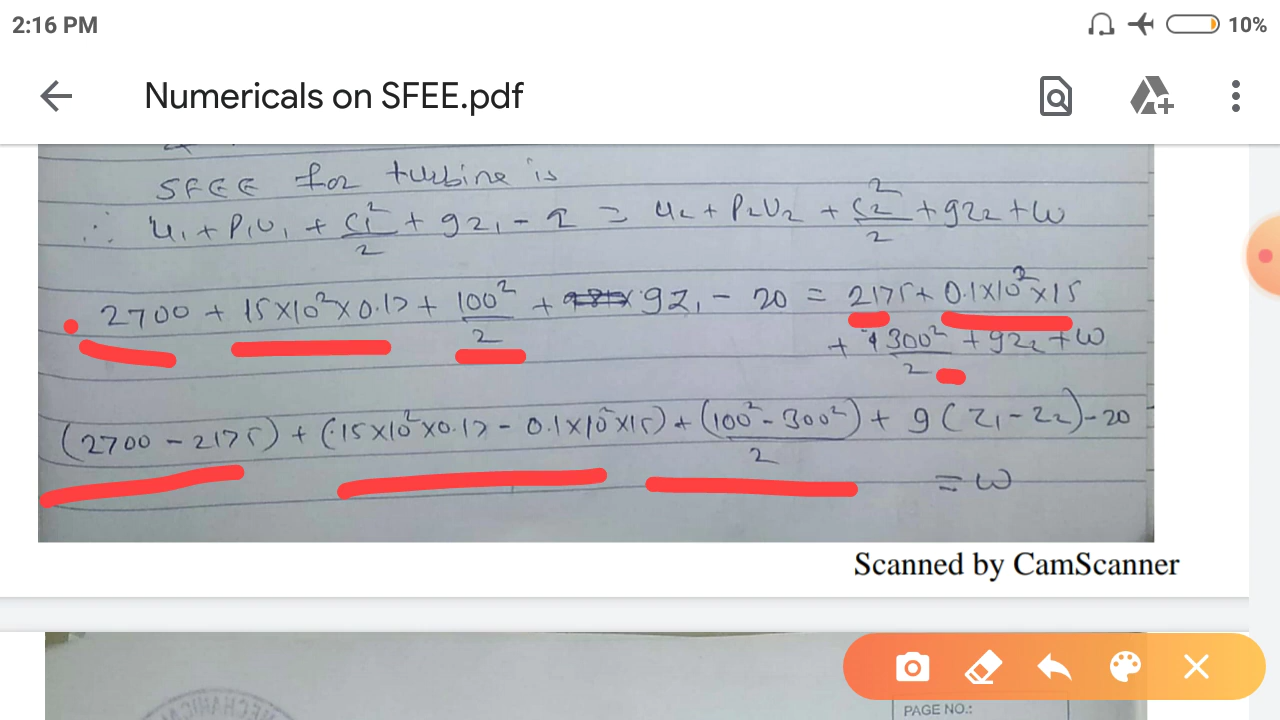 2:16 PM 10%
Numericals on SFEE.pdf
SFEE for turbine is
∴ u₁ + P₁V₁ + C₁²/2 + gz₁ - q = u₂ + P₂V₂ + C₂²/2 + gz₂ + W
2700 + 15×10²×0.17 + 100²/2 + gz₁ - 20 = 2175 + 0.1×10²×15
+ 300²/2 + gz₂ + W
(2700 - 2175) + (15×10²×0.17 - 0.1×10²×15) + (100² - 300²)/2 + g(z₁ - z₂) - 20
= W
Scanned by CamScanner
PAGE NO.: